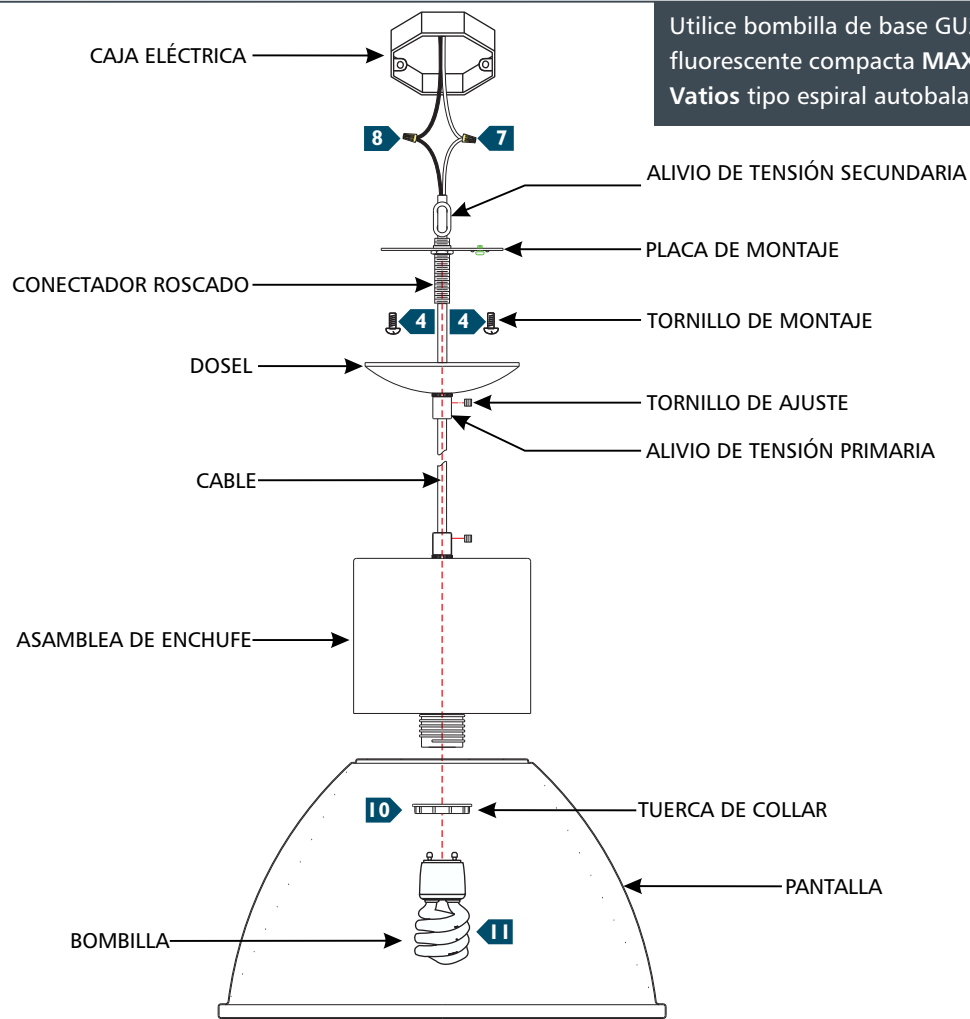 Utilice bombilla de base
fluorescente compacta MAX
Vatios tipo espiral
CAJA ELÉCTRICA
8
7
ALIVIO DE TENSIÓN SECUNDARIA
PLACA DE MONTAJE
CONECTADOR ROSCADO
4
4
TORNILLO DE MONTAJE
DOSEL
TORNILLO DE AJUSTE
ALIVIO DE TENSIÓN PRIMARIA
CABLE
ASAMBLEA DE ENCHUFE
10
TUERCA DE COLLAR
PANTALLA
BOMBILLA
11